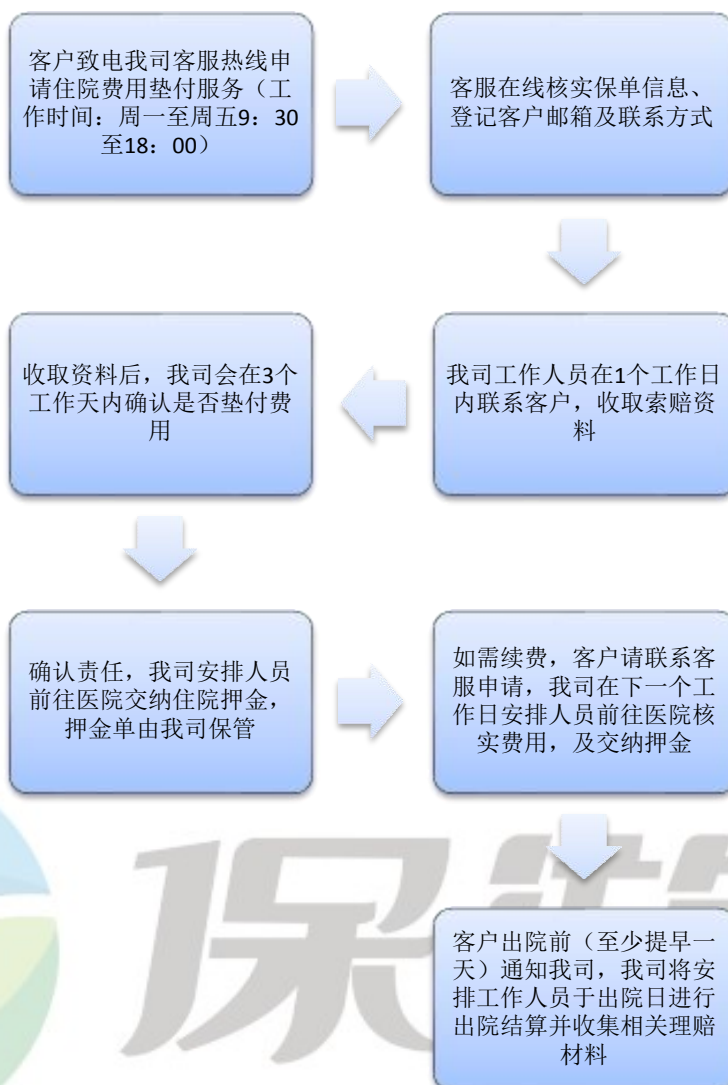 客户致电我司客服热线申
请住院费用垫付服务（工
作时间：周一至周五9：30
至18：00）
客服在线核实保单信息、
登记客户邮箱及联系方式
我司工作人员在1个工作日
内联系客户，收取索赔资
料
收取资料后，我司会在3个
工作天内确认是否垫付费
用
确认责任，我司安排人员
前往医院交纳住院押金，
押金单由我司保管
如需续费，客户请联系客
服申请，我司在下一个工
作日安排人员前往医院核
实费用，及交纳押金
保
客户出院前（至少提早一
天）通知我司，我司将安
排工作人员于出院日进行
出院结算并收集相关理赔
材料